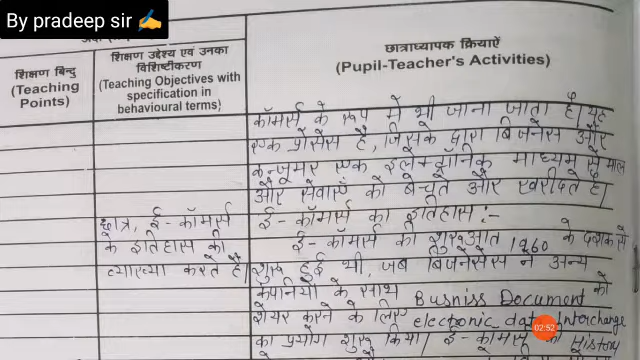 By pradeep sir ✍
शिक्षण बिन्दु
(Teaching
Points)
शिक्षण उद्देश्य एवं उनका
विशिष्टीकरण
(Teaching Objectives with
specification in
behavioural terms)
छात्राध्यापक क्रियाऐं
(Pupil-Teacher's Activities)
कॉमर्स के रूप में भी जाना जाता है। यह
एक प्रोसेस है, जिसके द्वारा बिजनेस और
कन्जूमर एक इलेक्ट्रॉनिक माध्यम से माल
और सेवाएँ को बेचते और खरीदते है।
छात्र, ई-कॉमर्स
के इतिहास की
व्याख्या करते है।
ई-कॉमर्स का इतिहास :-
ई-कॉमर्स की शुरूआत 1960 के दशक से
शुरू हुई थी, जब बिजनेसेस ने अन्य
कंपनियों के साथ Busniss Document को
शेयर करने के लिए electronic data Interchange
का प्रयोग शुरू किया। ई-कॉमर्स का History
02:52